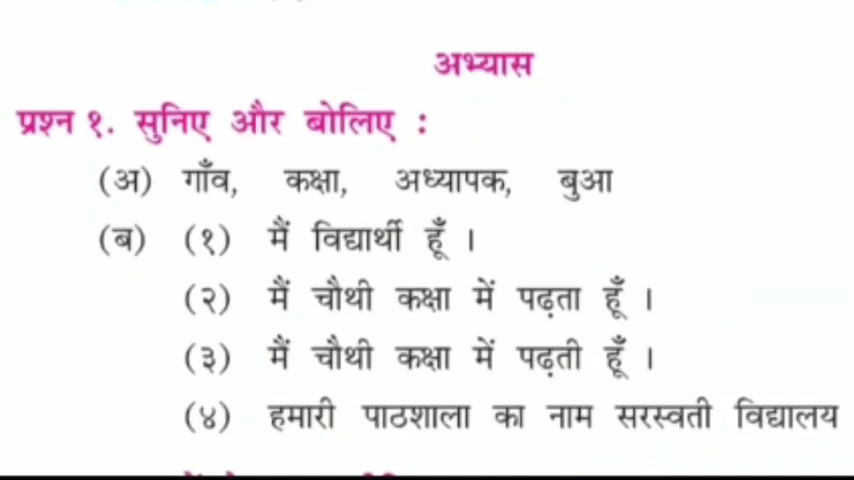 अभ्यास
प्रश्न १. सुनिए और बोलिए :
(अ) गाँव, कक्षा, अध्यापक, बुआ
(ब) (१) मैं विद्यार्थी हूँ ।
(२) मैं चौथी कक्षा में पढ़ता हूँ ।
(३) मैं चौथी कक्षा में पढ़ती हूँ ।
(४) हमारी पाठशाला का नाम सरस्वती विद्यालय